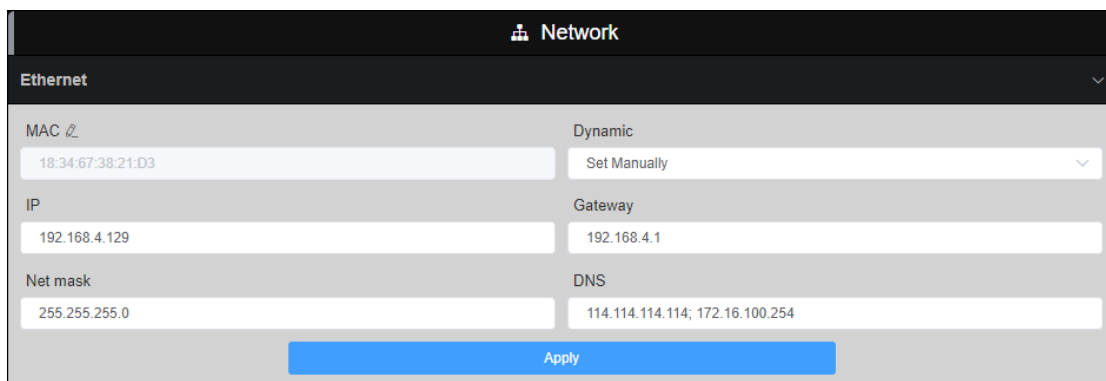 Network
Ethernet
MAC
Dynamic
18:34:67:38:21:D3
Set Manually
IP
Gateway
192.168.4.129
192.168.4.1
Net mask
DNS
255.255.255.0
114.114.114.114; 172.16.100.254
Apply